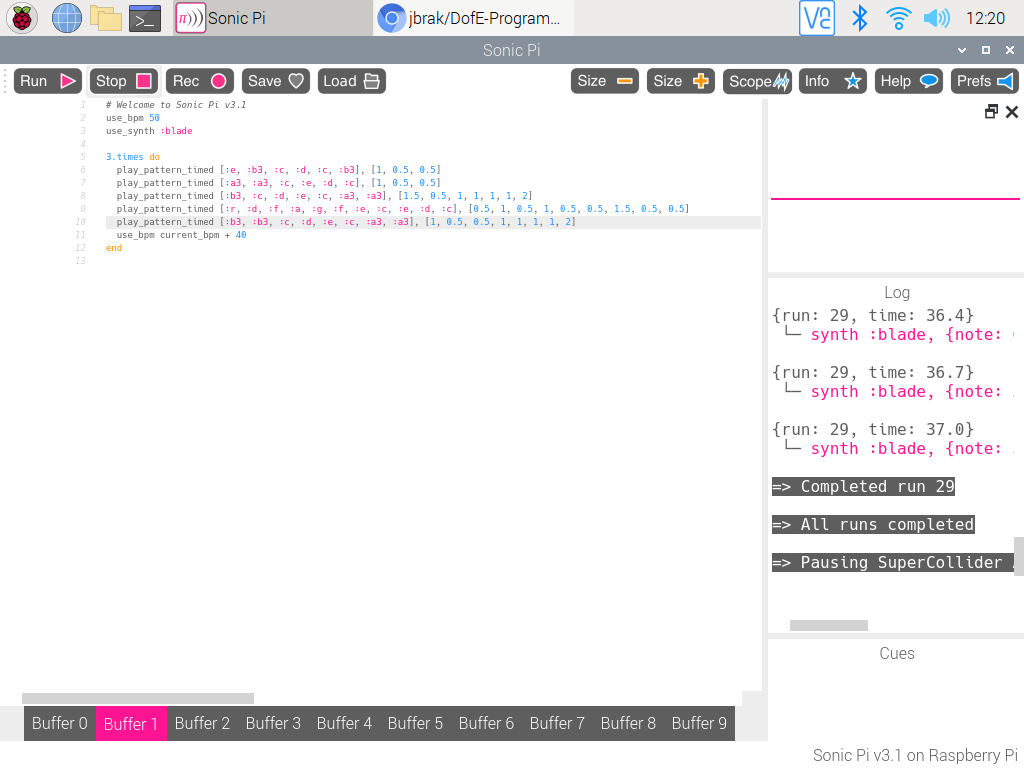 Sonic Pi
jbrak/DofE-Program...
12:20
Sonic Pi
Run
Stop
Rec
Save
Load
Size
Size
Scope
Info
Help
Prefs
1 # Welcome to Sonic Pi v3.1
2 use_bpm 50
3 use_synth :blade
4
5 3.times do
6 play_pattern_timed [:e, :b3, :c, :d, :c, :b3], [1, 0.5, 0.5]
7 play_pattern_timed [:a3, :a3, :c, :e, :d, :c], [1, 0.5, 0.5]
8 play_pattern_timed [:b3, :c, :d, :e, :c, :a3, :a3], [1.5, 0.5, 1, 1, 1, 1, 2]
9 play_pattern_timed [:r, :d, :f, :a, :g, :f, :e, :c, :e, :d, :c], [0.5, 1, 0.5, 1, 0.5, 0.5, 1.5, 0.5, 0.5]
10 play_pattern_timed [:b3, :b3, :c, :d, :e, :c, :a3, :a3], [1, 0.5, 0.5, 1, 1, 1, 1, 2]
11 use_bpm current_bpm + 40
12 end
13
Log
{run: 29, time: 36.4}
└─ synth :blade, {note:
{run: 29, time: 36.7}
└─ synth :blade, {note:
{run: 29, time: 37.0}
└─ synth :blade, {note:
=> Completed run 29
=> All runs completed
=> Pausing SuperCollider
Cues
Buffer 0
Buffer 1
Buffer 2
Buffer 3
Buffer 4
Buffer 5
Buffer 6
Buffer 7
Buffer 8
Buffer 9
Sonic Pi v3.1 on Raspberry Pi